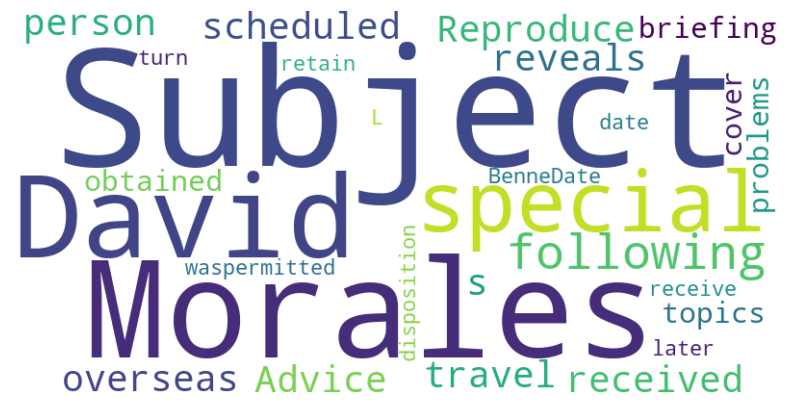 person
scheduled
Reproduce
briefing
turn
retain
reveals
Subject
L
date
cover
problems
obtained
David
BenneDate
special
waspermitted
disposition
following
Morales
s
receive
topics
later
overseas
Advice
travel
received